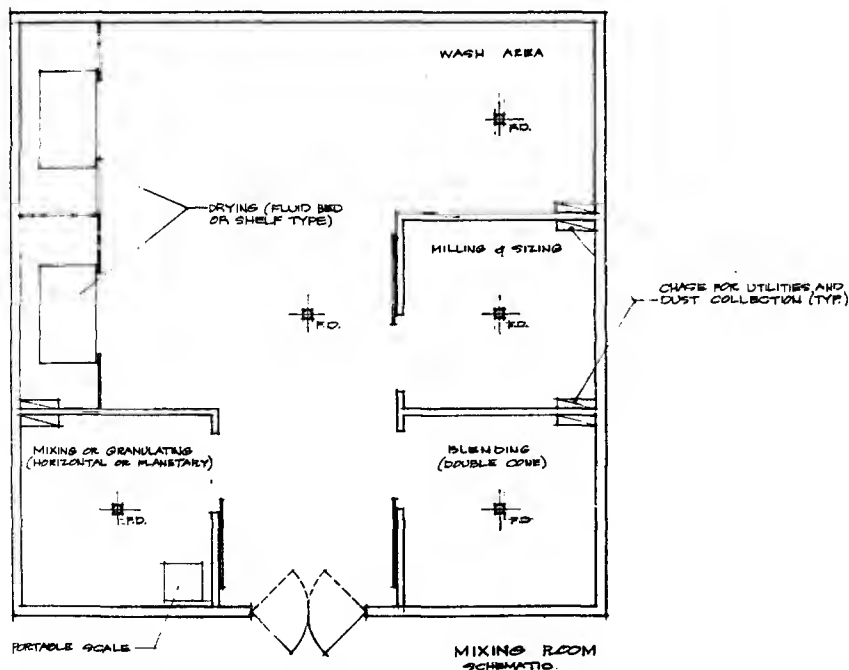 WASH AREA
F.D.
DRYING (FLUID BED
OR SHELF TYPE)
MILLING & SIZING
CHASE FOR UTILITIES, AND
DUST COLLECTION (TYP.)
F.D.
F.D.
MIXING OR GRANULATING
(HORIZONTAL OR PLANETARY)
BLENDING
(DOUBLE CONE)
F.D.
F.D.
PORTABLE SCALE
MIXING ROOM
SCHEMATIC.